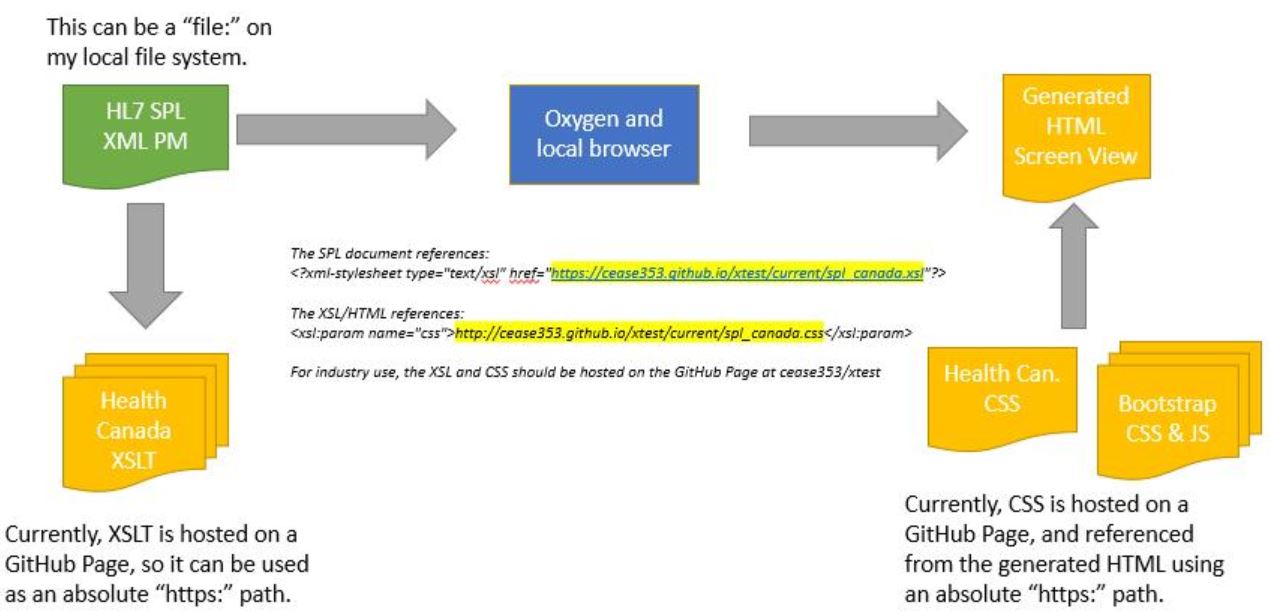 This can be a “file:” on
my local file system.
HL7 SPL
XML PM
Oxygen and
local browser
Generated
HTML
Screen View
The SPL document references:
<?xml-stylesheet type="text/xsl" href="https://cease353.github.io/xtest/current/spl_canada.xsl"?>
The XSL/HTML references:
<xsl:param name="css">http://cease353.github.io/xtest/current/spl_canada.css</xsl:param>
For industry use, the XSL and CSS should be hosted on the GitHub Page at cease353/xtest
Health
Canada
XSLT
Health Can.
CSS
Bootstrap
CSS & JS
Currently, XSLT is hosted on a
GitHub Page, so it can be used
as an absolute “https:” path.
Currently, CSS is hosted on a
GitHub Page, and referenced
from the generated HTML using
an absolute “https:” path.